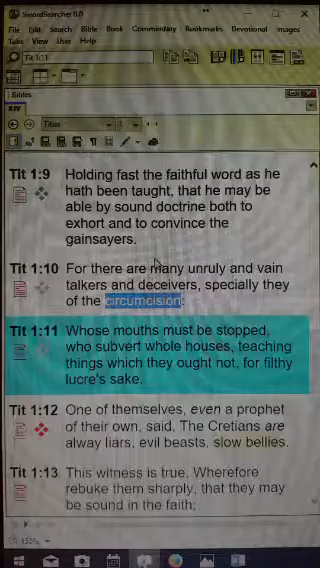 SwordSearcher 8.0
File Edit Search Bible Book Commentary Bookmarks Devotional Images
Tabs View User Help
Tit 1:11
Bibles
KJV
Titus 1
Tit 1:9 Holding fast the faithful word as he
hath been taught, that he may be
able by sound doctrine both to
exhort and to convince the
gainsayers.
Tit 1:10 For there are many unruly and vain
talkers and deceivers, specially they
of the circumcision:
Tit 1:11 Whose mouths must be stopped,
who subvert whole houses, teaching
things which they ought not, for filthy
lucre's sake.
Tit 1:12 One of themselves, even a prophet
of their own, said, The Cretians are
alway liars, evil beasts, slow bellies.
Tit 1:13 This witness is true. Wherefore
rebuke them sharply, that they may
be sound in the faith;